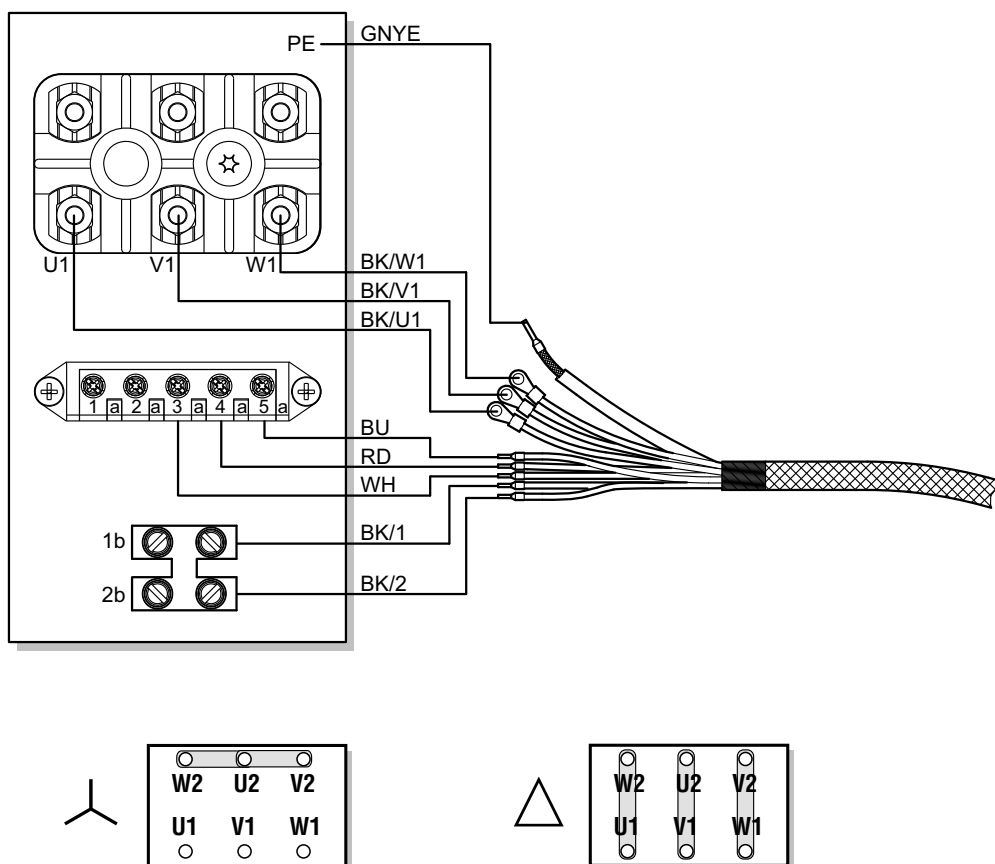 PE
GNYE
U1 V1 W1
BK/W1
BK/V1
BK/U1
1 a 2 a 3 a 4 a 5 a
BU
RD
WH
1b
BK/1
2b
BK/2
W2 U2 V2
U1 V1 W1
W2 U2 V2
U1 V1 W1